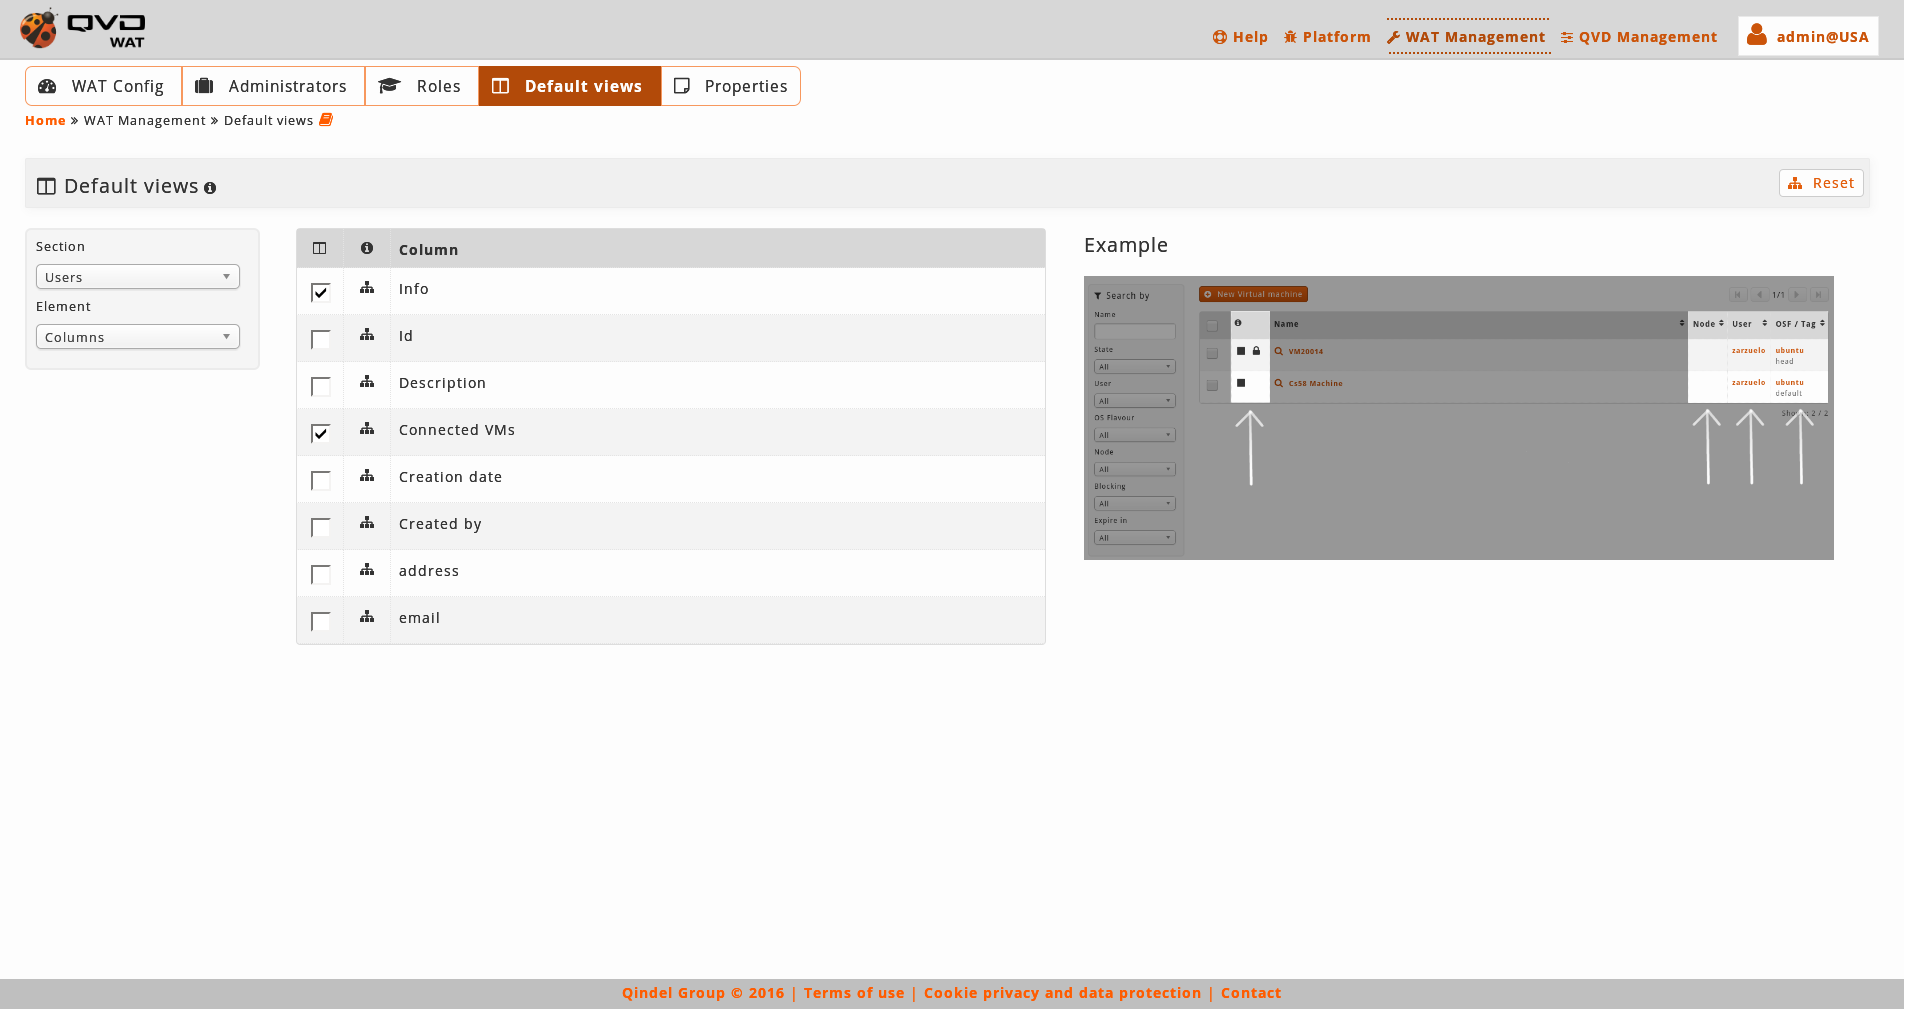 QVD
WAT
Help
Platform
WAT Management
QVD Management
admin@USA
WAT Config
Administrators
Roles
Default views
Properties
Home » WAT Management » Default views
Default views
Reset
Section
Users
Element
Columns
Column
Info
Id
Description
Connected VMs
Creation date
Created by
address
email
Example
Search by
Name
State
All
User
All
OS Flavour
All
Node
All
Blocking
All
Expire in
All
New Virtual machine
1/1
Name
Node
User
OSF / Tag
VM20014
zarzuelo
ubuntu
head
Cs58 Machine
zarzuelo
ubuntu
default
2 / 2
Qindel Group © 2016 | Terms of use | Cookie privacy and data protection | Contact